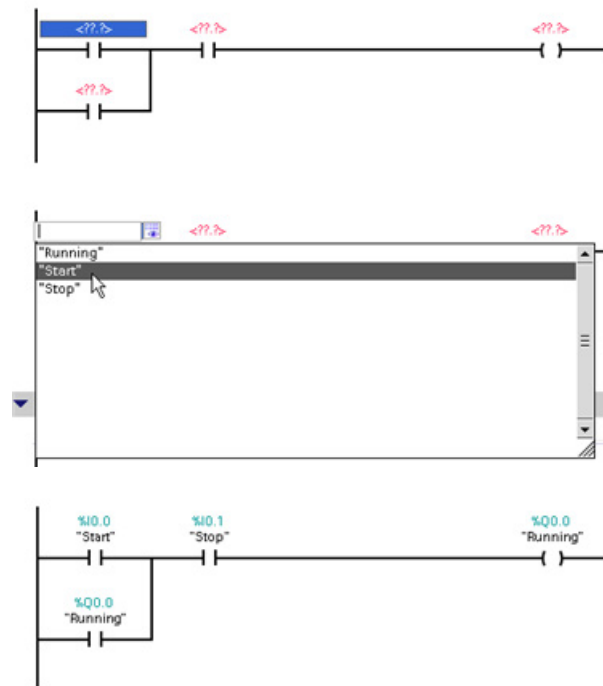 <??.?> <??.?> <??.?>
<??.?>
<??.?> <??.?>
"Running"
"Start"
"Stop"
%I0.0 %I0.1 %Q0.0
"Start" "Stop" "Running"
%Q0.0
"Running"